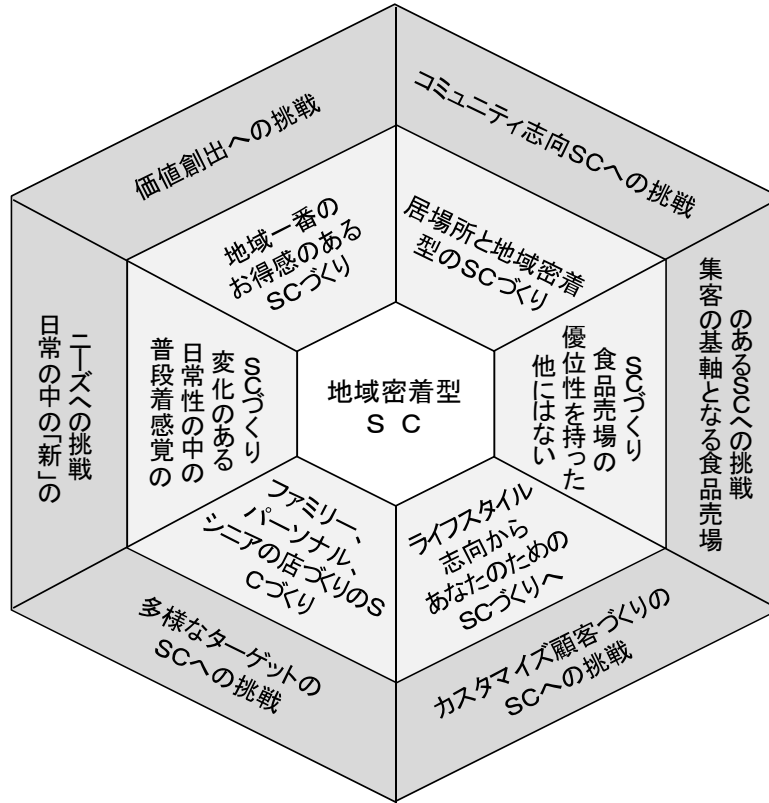 価値創出への挑戦
コミュニティ志向SCへの挑戦
地域一番の
お得感のある
SCづくり
居場所と地域密着
型のSCづくり
日常の中の「新」の
ニーズへの挑戦
普段着感覚の
日常性の中の
変化のある
SCづくり
地域密着型
ＳＣ
他にはない
優位性を持った
食品売場の
SCづくり
集客の基軸となる食品売場
のあるSCへの挑戦
ファミリー、
パーソナル、
シニアの店づくりのS
Cづくり
ライフスタイル
志向から
あなたのための
SCづくりへ
多様なターゲットの
SCへの挑戦
カスタマイズ顧客づくりの
SCへの挑戦